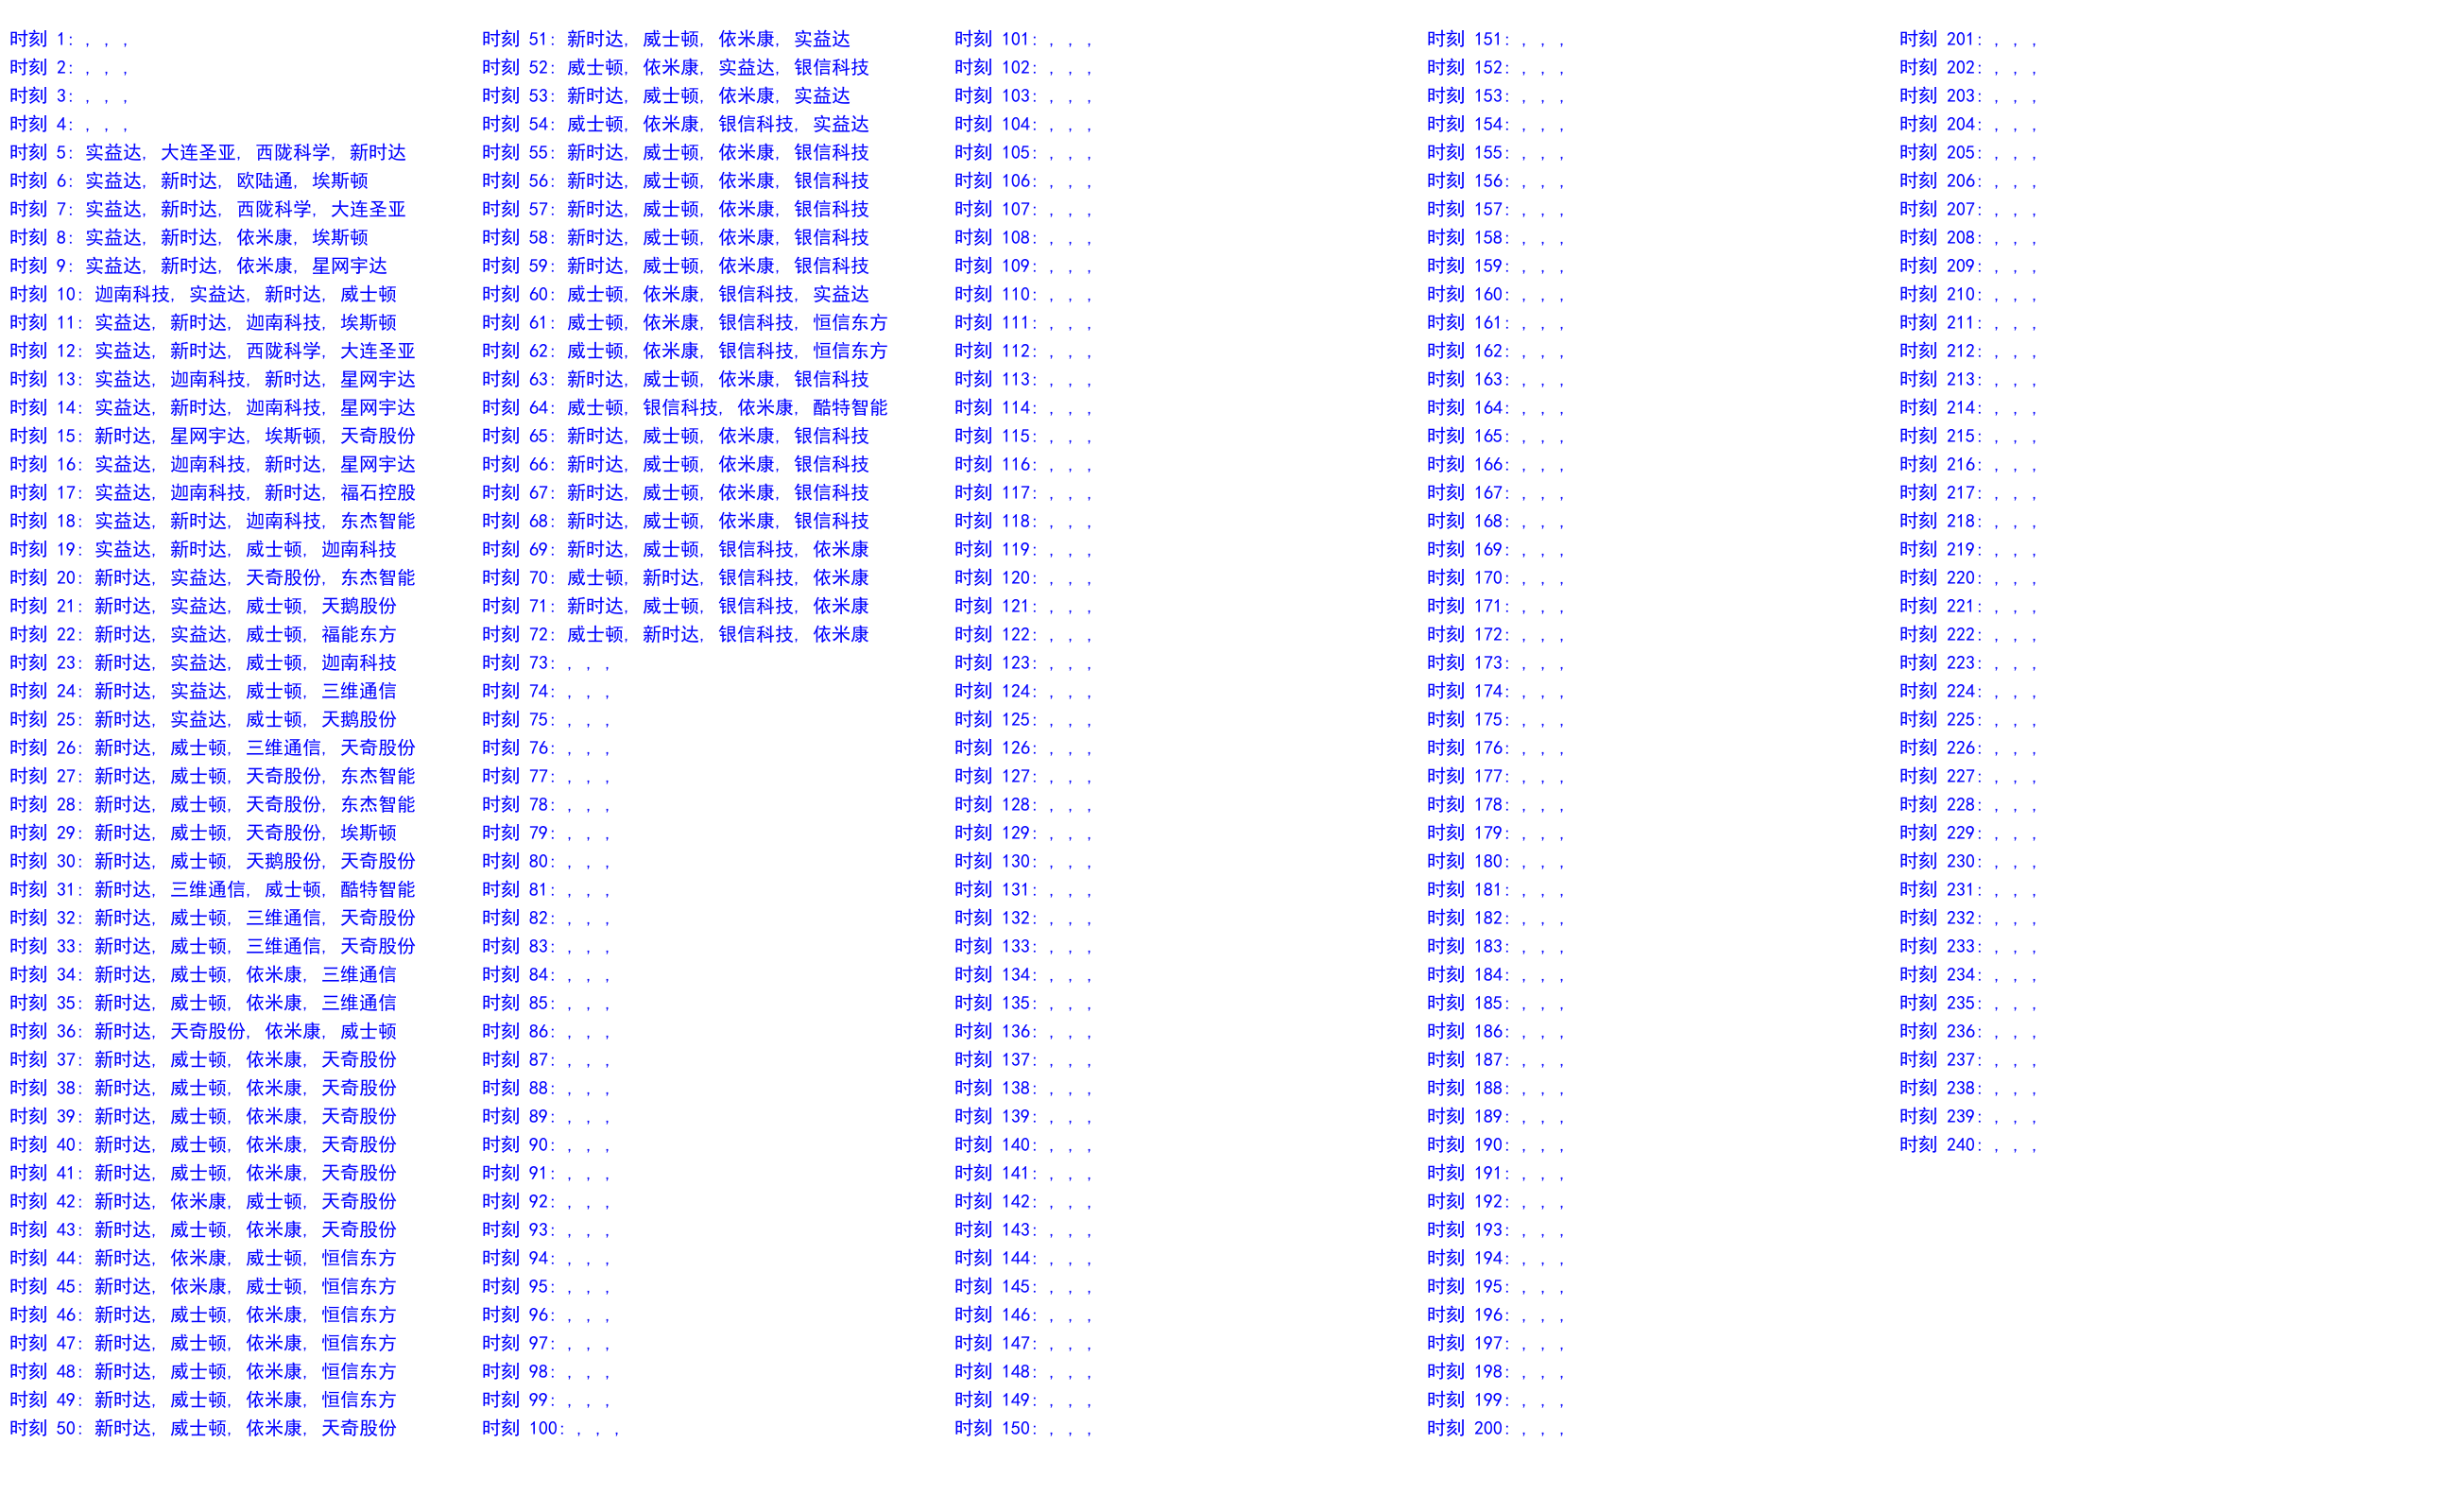 时刻 1: , , ,
时刻 2: , , ,
时刻 3: , , ,
时刻 4: , , ,
时刻 5: 实益达, 大连圣亚, 西陇科学, 新时达
时刻 6: 实益达, 新时达, 欧陆通, 埃斯顿
时刻 7: 实益达, 新时达, 西陇科学, 大连圣亚
时刻 8: 实益达, 新时达, 依米康, 埃斯顿
时刻 9: 实益达, 新时达, 依米康, 星网宇达
时刻 10: 迦南科技, 实益达, 新时达, 威士顿
时刻 11: 实益达, 新时达, 迦南科技, 埃斯顿
时刻 12: 实益达, 新时达, 西陇科学, 大连圣亚
时刻 13: 实益达, 迦南科技, 新时达, 星网宇达
时刻 14: 实益达, 新时达, 迦南科技, 星网宇达
时刻 15: 新时达, 星网宇达, 埃斯顿, 天奇股份
时刻 16: 实益达, 迦南科技, 新时达, 星网宇达
时刻 17: 实益达, 迦南科技, 新时达, 福石控股
时刻 18: 实益达, 新时达, 迦南科技, 东杰智能
时刻 19: 实益达, 新时达, 威士顿, 迦南科技
时刻 20: 新时达, 实益达, 天奇股份, 东杰智能
时刻 21: 新时达, 实益达, 威士顿, 天鹅股份
时刻 22: 新时达, 实益达, 威士顿, 福能东方
时刻 23: 新时达, 实益达, 威士顿, 迦南科技
时刻 24: 新时达, 实益达, 威士顿, 三维通信
时刻 25: 新时达, 实益达, 威士顿, 天鹅股份
时刻 26: 新时达, 威士顿, 三维通信, 天奇股份
时刻 27: 新时达, 威士顿, 天奇股份, 东杰智能
时刻 28: 新时达, 威士顿, 天奇股份, 东杰智能
时刻 29: 新时达, 威士顿, 天奇股份, 埃斯顿
时刻 30: 新时达, 威士顿, 天鹅股份, 天奇股份
时刻 31: 新时达, 三维通信, 威士顿, 酷特智能
时刻 32: 新时达, 威士顿, 三维通信, 天奇股份
时刻 33: 新时达, 威士顿, 三维通信, 天奇股份
时刻 34: 新时达, 威士顿, 依米康, 三维通信
时刻 35: 新时达, 威士顿, 依米康, 三维通信
时刻 36: 新时达, 天奇股份, 依米康, 威士顿
时刻 37: 新时达, 威士顿, 依米康, 天奇股份
时刻 38: 新时达, 威士顿, 依米康, 天奇股份
时刻 39: 新时达, 威士顿, 依米康, 天奇股份
时刻 40: 新时达, 威士顿, 依米康, 天奇股份
时刻 41: 新时达, 威士顿, 依米康, 天奇股份
时刻 42: 新时达, 依米康, 威士顿, 天奇股份
时刻 43: 新时达, 威士顿, 依米康, 天奇股份
时刻 44: 新时达, 依米康, 威士顿, 恒信东方
时刻 45: 新时达, 依米康, 威士顿, 恒信东方
时刻 46: 新时达, 威士顿, 依米康, 恒信东方
时刻 47: 新时达, 威士顿, 依米康, 恒信东方
时刻 48: 新时达, 威士顿, 依米康, 恒信东方
时刻 49: 新时达, 威士顿, 依米康, 恒信东方
时刻 50: 新时达, 威士顿, 依米康, 天奇股份
时刻 51: 新时达, 威士顿, 依米康, 实益达
时刻 52: 威士顿, 依米康, 实益达, 银信科技
时刻 53: 新时达, 威士顿, 依米康, 实益达
时刻 54: 威士顿, 依米康, 银信科技, 实益达
时刻 55: 新时达, 威士顿, 依米康, 银信科技
时刻 56: 新时达, 威士顿, 依米康, 银信科技
时刻 57: 新时达, 威士顿, 依米康, 银信科技
时刻 58: 新时达, 威士顿, 依米康, 银信科技
时刻 59: 新时达, 威士顿, 依米康, 银信科技
时刻 60: 威士顿, 依米康, 银信科技, 实益达
时刻 61: 威士顿, 依米康, 银信科技, 恒信东方
时刻 62: 威士顿, 依米康, 银信科技, 恒信东方
时刻 63: 新时达, 威士顿, 依米康, 银信科技
时刻 64: 威士顿, 银信科技, 依米康, 酷特智能
时刻 65: 新时达, 威士顿, 依米康, 银信科技
时刻 66: 新时达, 威士顿, 依米康, 银信科技
时刻 67: 新时达, 威士顿, 依米康, 银信科技
时刻 68: 新时达, 威士顿, 依米康, 银信科技
时刻 69: 新时达, 威士顿, 银信科技, 依米康
时刻 70: 威士顿, 新时达, 银信科技, 依米康
时刻 71: 新时达, 威士顿, 银信科技, 依米康
时刻 72: 威士顿, 新时达, 银信科技, 依米康
时刻 73: , , ,
时刻 74: , , ,
时刻 75: , , ,
时刻 76: , , ,
时刻 77: , , ,
时刻 78: , , ,
时刻 79: , , ,
时刻 80: , , ,
时刻 81: , , ,
时刻 82: , , ,
时刻 83: , , ,
时刻 84: , , ,
时刻 85: , , ,
时刻 86: , , ,
时刻 87: , , ,
时刻 88: , , ,
时刻 89: , , ,
时刻 90: , , ,
时刻 91: , , ,
时刻 92: , , ,
时刻 93: , , ,
时刻 94: , , ,
时刻 95: , , ,
时刻 96: , , ,
时刻 97: , , ,
时刻 98: , , ,
时刻 99: , , ,
时刻 100: , , ,
时刻 101: , , ,
时刻 102: , , ,
时刻 103: , , ,
时刻 104: , , ,
时刻 105: , , ,
时刻 106: , , ,
时刻 107: , , ,
时刻 108: , , ,
时刻 109: , , ,
时刻 110: , , ,
时刻 111: , , ,
时刻 112: , , ,
时刻 113: , , ,
时刻 114: , , ,
时刻 115: , , ,
时刻 116: , , ,
时刻 117: , , ,
时刻 118: , , ,
时刻 119: , , ,
时刻 120: , , ,
时刻 121: , , ,
时刻 122: , , ,
时刻 123: , , ,
时刻 124: , , ,
时刻 125: , , ,
时刻 126: , , ,
时刻 127: , , ,
时刻 128: , , ,
时刻 129: , , ,
时刻 130: , , ,
时刻 131: , , ,
时刻 132: , , ,
时刻 133: , , ,
时刻 134: , , ,
时刻 135: , , ,
时刻 136: , , ,
时刻 137: , , ,
时刻 138: , , ,
时刻 139: , , ,
时刻 140: , , ,
时刻 141: , , ,
时刻 142: , , ,
时刻 143: , , ,
时刻 144: , , ,
时刻 145: , , ,
时刻 146: , , ,
时刻 147: , , ,
时刻 148: , , ,
时刻 149: , , ,
时刻 150: , , ,
时刻 151: , , ,
时刻 152: , , ,
时刻 153: , , ,
时刻 154: , , ,
时刻 155: , , ,
时刻 156: , , ,
时刻 157: , , ,
时刻 158: , , ,
时刻 159: , , ,
时刻 160: , , ,
时刻 161: , , ,
时刻 162: , , ,
时刻 163: , , ,
时刻 164: , , ,
时刻 165: , , ,
时刻 166: , , ,
时刻 167: , , ,
时刻 168: , , ,
时刻 169: , , ,
时刻 170: , , ,
时刻 171: , , ,
时刻 172: , , ,
时刻 173: , , ,
时刻 174: , , ,
时刻 175: , , ,
时刻 176: , , ,
时刻 177: , , ,
时刻 178: , , ,
时刻 179: , , ,
时刻 180: , , ,
时刻 181: , , ,
时刻 182: , , ,
时刻 183: , , ,
时刻 184: , , ,
时刻 185: , , ,
时刻 186: , , ,
时刻 187: , , ,
时刻 188: , , ,
时刻 189: , , ,
时刻 190: , , ,
时刻 191: , , ,
时刻 192: , , ,
时刻 193: , , ,
时刻 194: , , ,
时刻 195: , , ,
时刻 196: , , ,
时刻 197: , , ,
时刻 198: , , ,
时刻 199: , , ,
时刻 200: , , ,
时刻 201: , , ,
时刻 202: , , ,
时刻 203: , , ,
时刻 204: , , ,
时刻 205: , , ,
时刻 206: , , ,
时刻 207: , , ,
时刻 208: , , ,
时刻 209: , , ,
时刻 210: , , ,
时刻 211: , , ,
时刻 212: , , ,
时刻 213: , , ,
时刻 214: , , ,
时刻 215: , , ,
时刻 216: , , ,
时刻 217: , , ,
时刻 218: , , ,
时刻 219: , , ,
时刻 220: , , ,
时刻 221: , , ,
时刻 222: , , ,
时刻 223: , , ,
时刻 224: , , ,
时刻 225: , , ,
时刻 226: , , ,
时刻 227: , , ,
时刻 228: , , ,
时刻 229: , , ,
时刻 230: , , ,
时刻 231: , , ,
时刻 232: , , ,
时刻 233: , , ,
时刻 234: , , ,
时刻 235: , , ,
时刻 236: , , ,
时刻 237: , , ,
时刻 238: , , ,
时刻 239: , , ,
时刻 240: , , ,